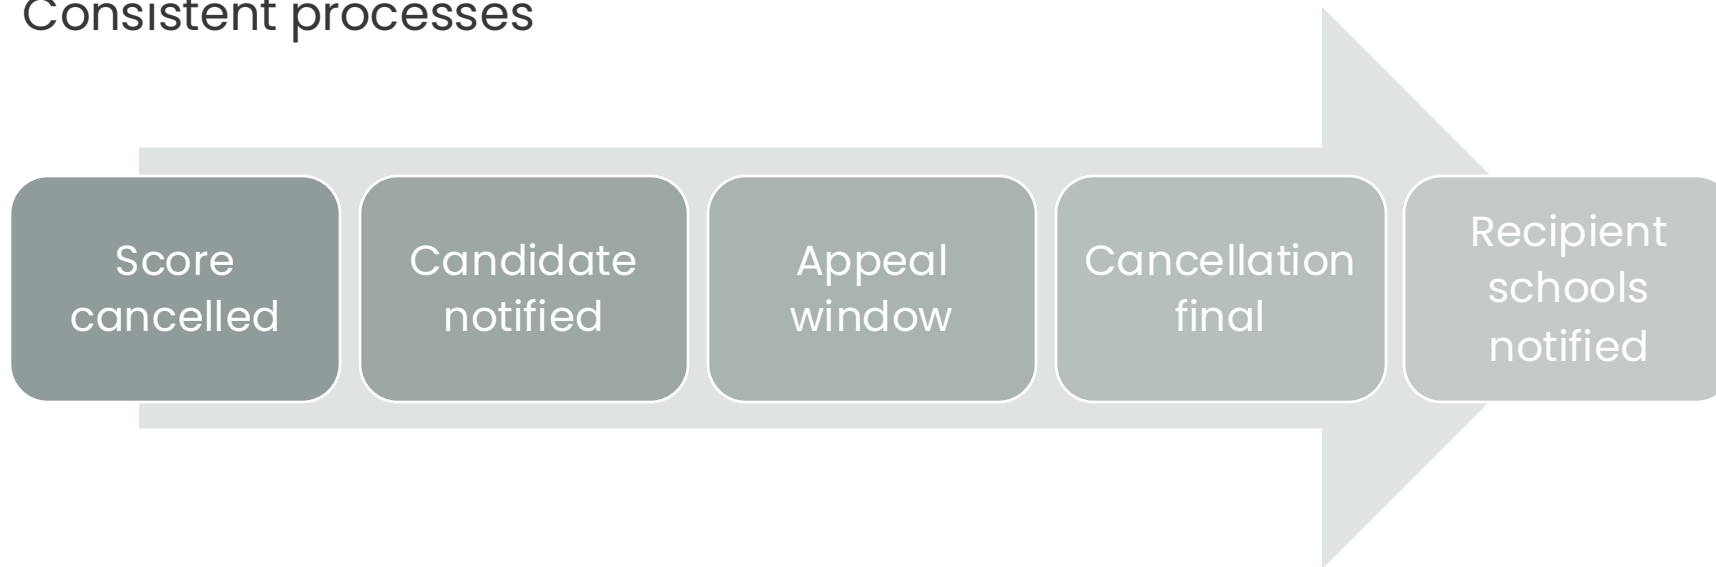 Consistent processes
Score
cancelled
Candidate
notified
Appeal
window
Cancellation
final
Recipient
schools
notified